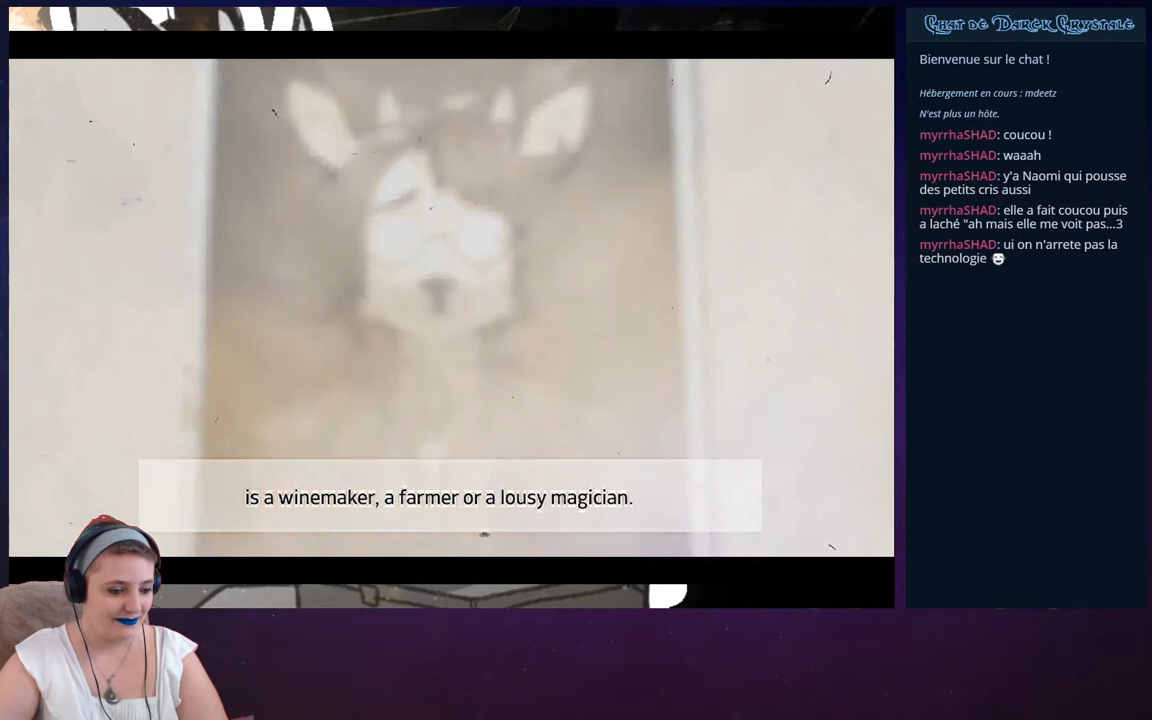 Chat de Darck Crystale
Bienvenue sur le chat !
Hébergement en cours : mdeetz
N'est plus un hôte.
myrrhaSHAD: coucou !
myrrhaSHAD: waaah
myrrhaSHAD: y'a Naomi qui pousse
des petits cris aussi
myrrhaSHAD: elle a fait coucou puis
a laché "ah mais elle me voit pas...3
myrrhaSHAD: ui on n'arrete pas la
technologie
is a winemaker, a farmer or a lousy magician.